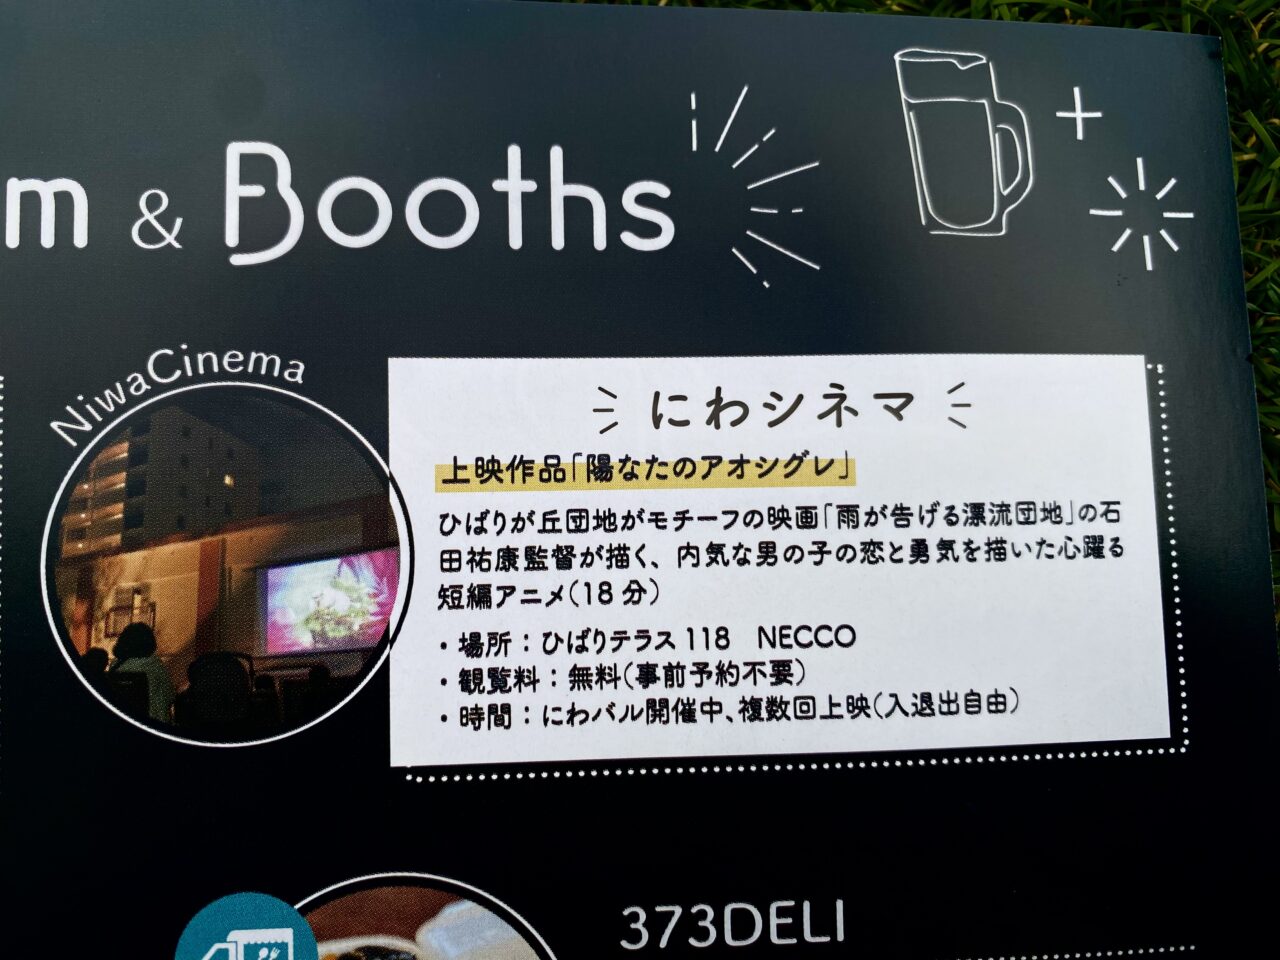 m & Booths
NiwaCinema
にわシネマ
上映作品「陽なたのアオシグレ」
ひばりが丘団地がモチーフの映画「雨が告げる漂流団地」の石
田祐康監督が描く、内気な男の子の恋と勇気を描いた心躍る
短編アニメ(18分)
・場所：ひばりテラス118　NECCO
・観覧料：無料(事前予約不要)
・時間：にわバル開催中、複数回上映(入退出自由)
373DELI